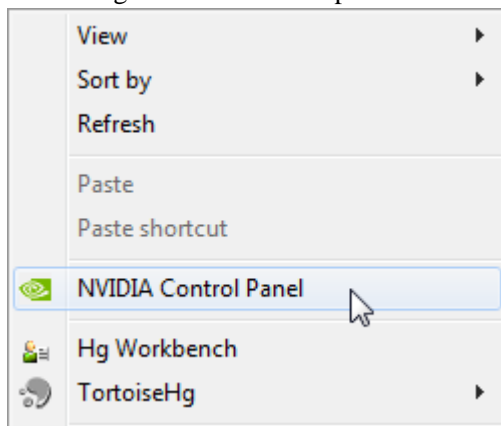 View
Sort by
Refresh
Paste
Paste shortcut
NVIDIA Control Panel
Hg Workbench
TortoiseHg